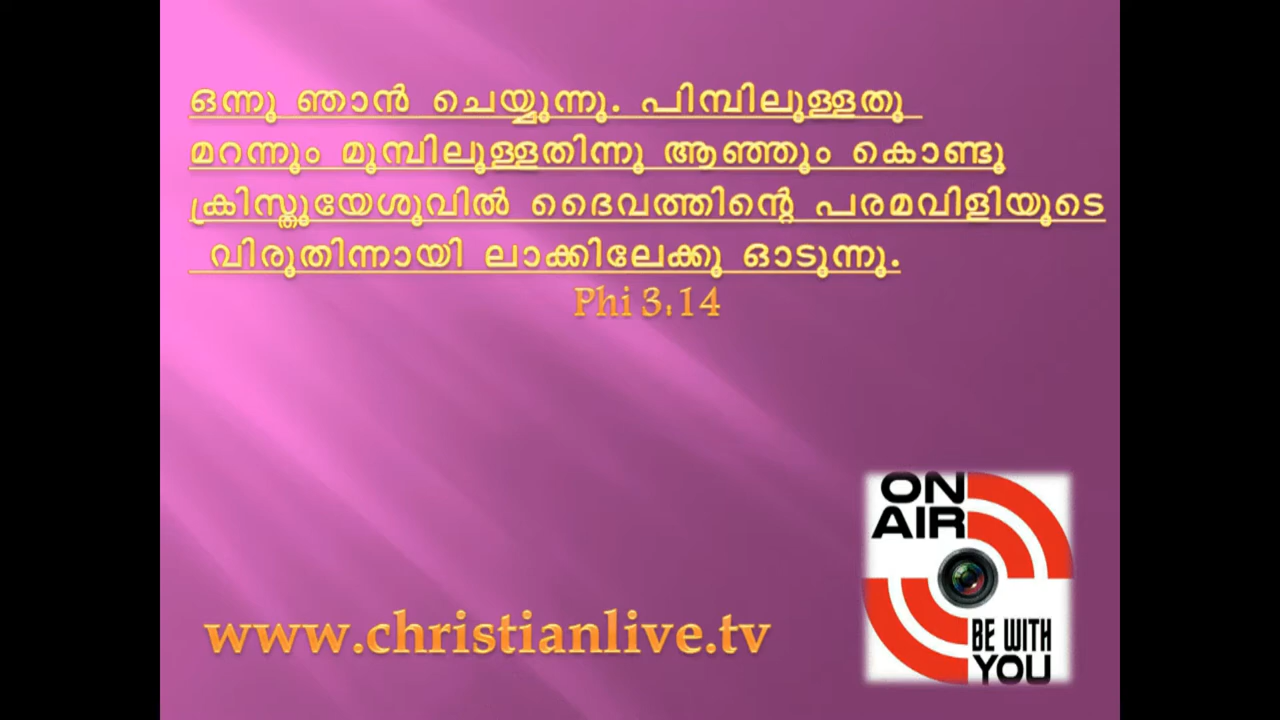 ഒന്നു ഞാൻ ചെയ്യുന്നു. പിമ്പിലുള്ളതു
മറന്നും മുമ്പിലുള്ളതിന്നു ആഞ്ഞും കൊണ്ടു
ക്രിസ്തുയേശുവിൽ ദൈവത്തിന്റെ പരമവിളിയുടെ
വിരുതിന്നായി ലാക്കിലേക്കു ഓടുന്നു.
Phi 3:14
ON
AIR
BE WITH
YOU
www.christianlive.tv